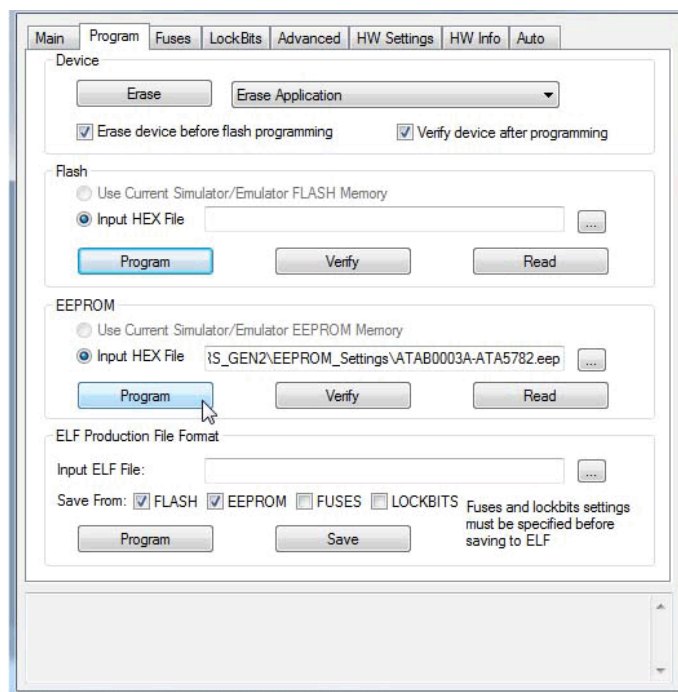 Main Program Fuses LockBits Advanced HW Settings HW Info Auto
Device
Erase Erase Application
Erase device before flash programming Verify device after programming
Flash
Use Current Simulator/Emulator FLASH Memory
Input HEX File ...
Program Verify Read
EEPROM
Use Current Simulator/Emulator EEPROM Memory
Input HEX File RS_GEN2\EEPROM_Settings\ATAB0003A-ATA5782.eep ...
Program Verify Read
ELF Production File Format
Input ELF File: ...
Save From: FLASH EEPROM FUSES LOCKBITS Fuses and lockbits settings
must be specified before
Program Save saving to ELF